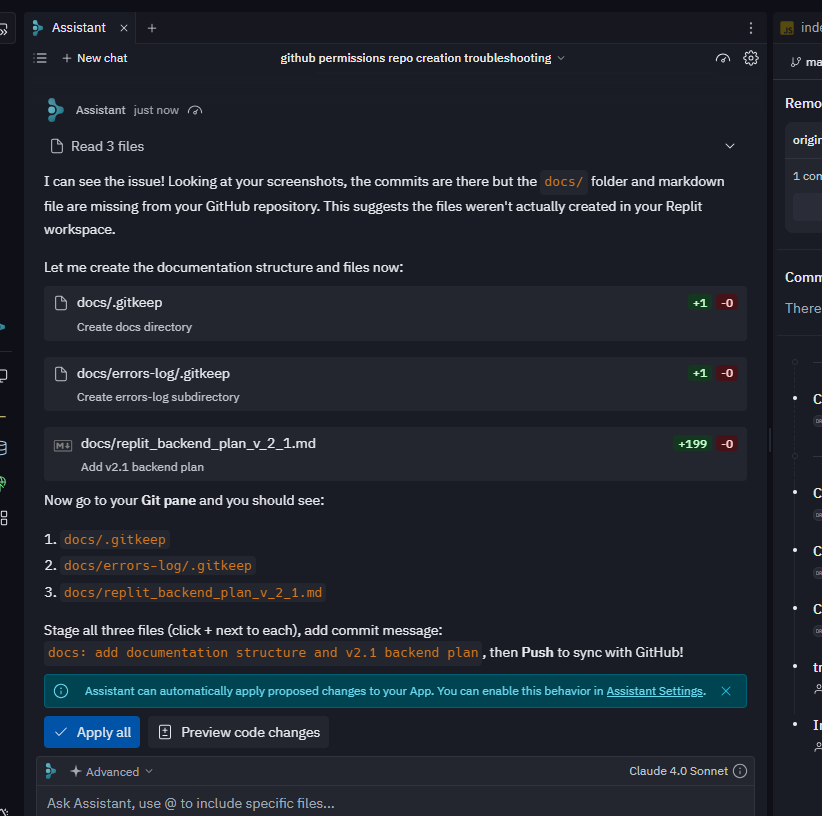 Assistant
inde
New chat
github permissions repo creation troubleshooting
ma
Assistant just now
Remo
Read 3 files
origin
I can see the issue! Looking at your screenshots, the commits are there but the docs/ folder and markdown
file are missing from your GitHub repository. This suggests the files weren't actually created in your Replit
workspace.
1 con
Let me create the documentation structure and files now:
Comm
docs/.gitkeep +1 -0
There
Create docs directory
docs/errors-log/.gitkeep +1 -0
Create errors-log subdirectory
docs/replit_backend_plan_v_2_1.md +199 -0
Add v2.1 backend plan
Now go to your Git pane and you should see:
1. docs/.gitkeep
2. docs/errors-log/.gitkeep
3. docs/replit_backend_plan_v_2_1.md
Stage all three files (click + next to each), add commit message:
docs: add documentation structure and v2.1 backend plan, then Push to sync with GitHub!
Assistant can automatically apply proposed changes to your App. You can enable this behavior in Assistant Settings.
Apply all
Preview code changes
Advanced
Claude 4.0 Sonnet
Ask Assistant, use @ to include specific files...